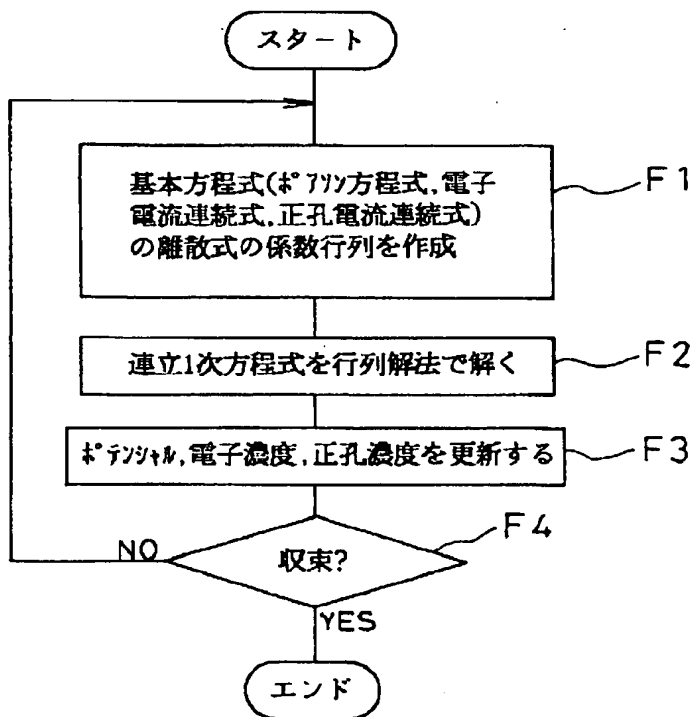 スタート
基本方程式(ﾎﾟｱｿﾝ方程式,電子
電流連続式,正孔電流連続式)
の離散式の係数行列を作成
F1
連立1次方程式を行列解法で解く
F2
ﾎﾟﾃﾝｼｬﾙ,電子濃度,正孔濃度を更新する
F3
収束?
F4
NO
YES
エンド